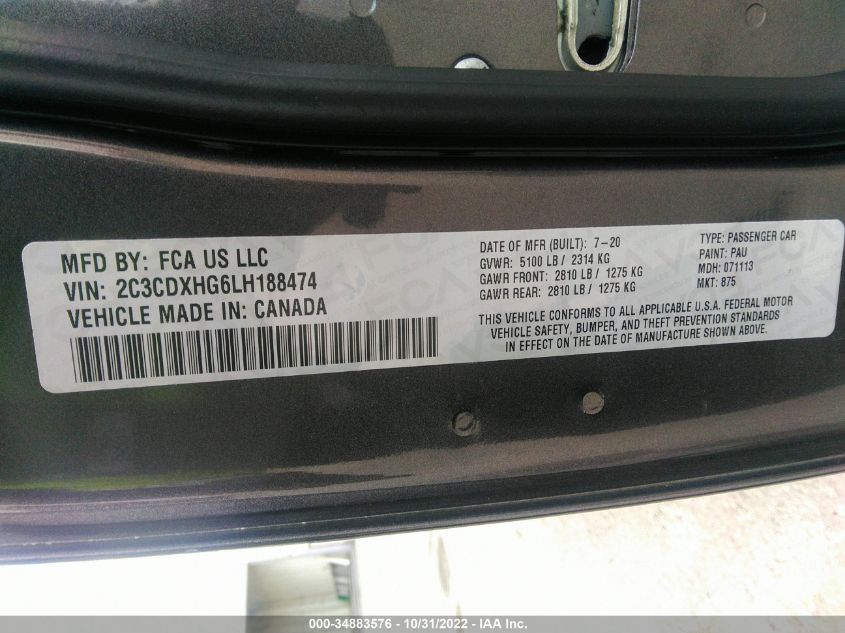 MFD BY: FCA US LLC
VIN: 2C3CDXHG6LH188474
VEHICLE MADE IN: CANADA
DATE OF MFR (BUILT): 7-20
GVWR: 5100 LB / 2314 KG
GAWR FRONT: 2810 LB / 1275 KG
GAWR REAR: 2810 LB / 1275 KG
TYPE: PASSENGER CAR
PAINT: PAU
MDH: 071113
MKT: 875
THIS VEHICLE CONFORMS TO ALL APPLICABLE U.S.A. FEDERAL MOTOR
VEHICLE SAFETY, BUMPER, AND THEFT PREVENTION STANDARDS
IN EFFECT ON THE DATE OF MANUFACTURE SHOWN ABOVE.
000-34883576 - 10/31/2022 - IAA Inc.